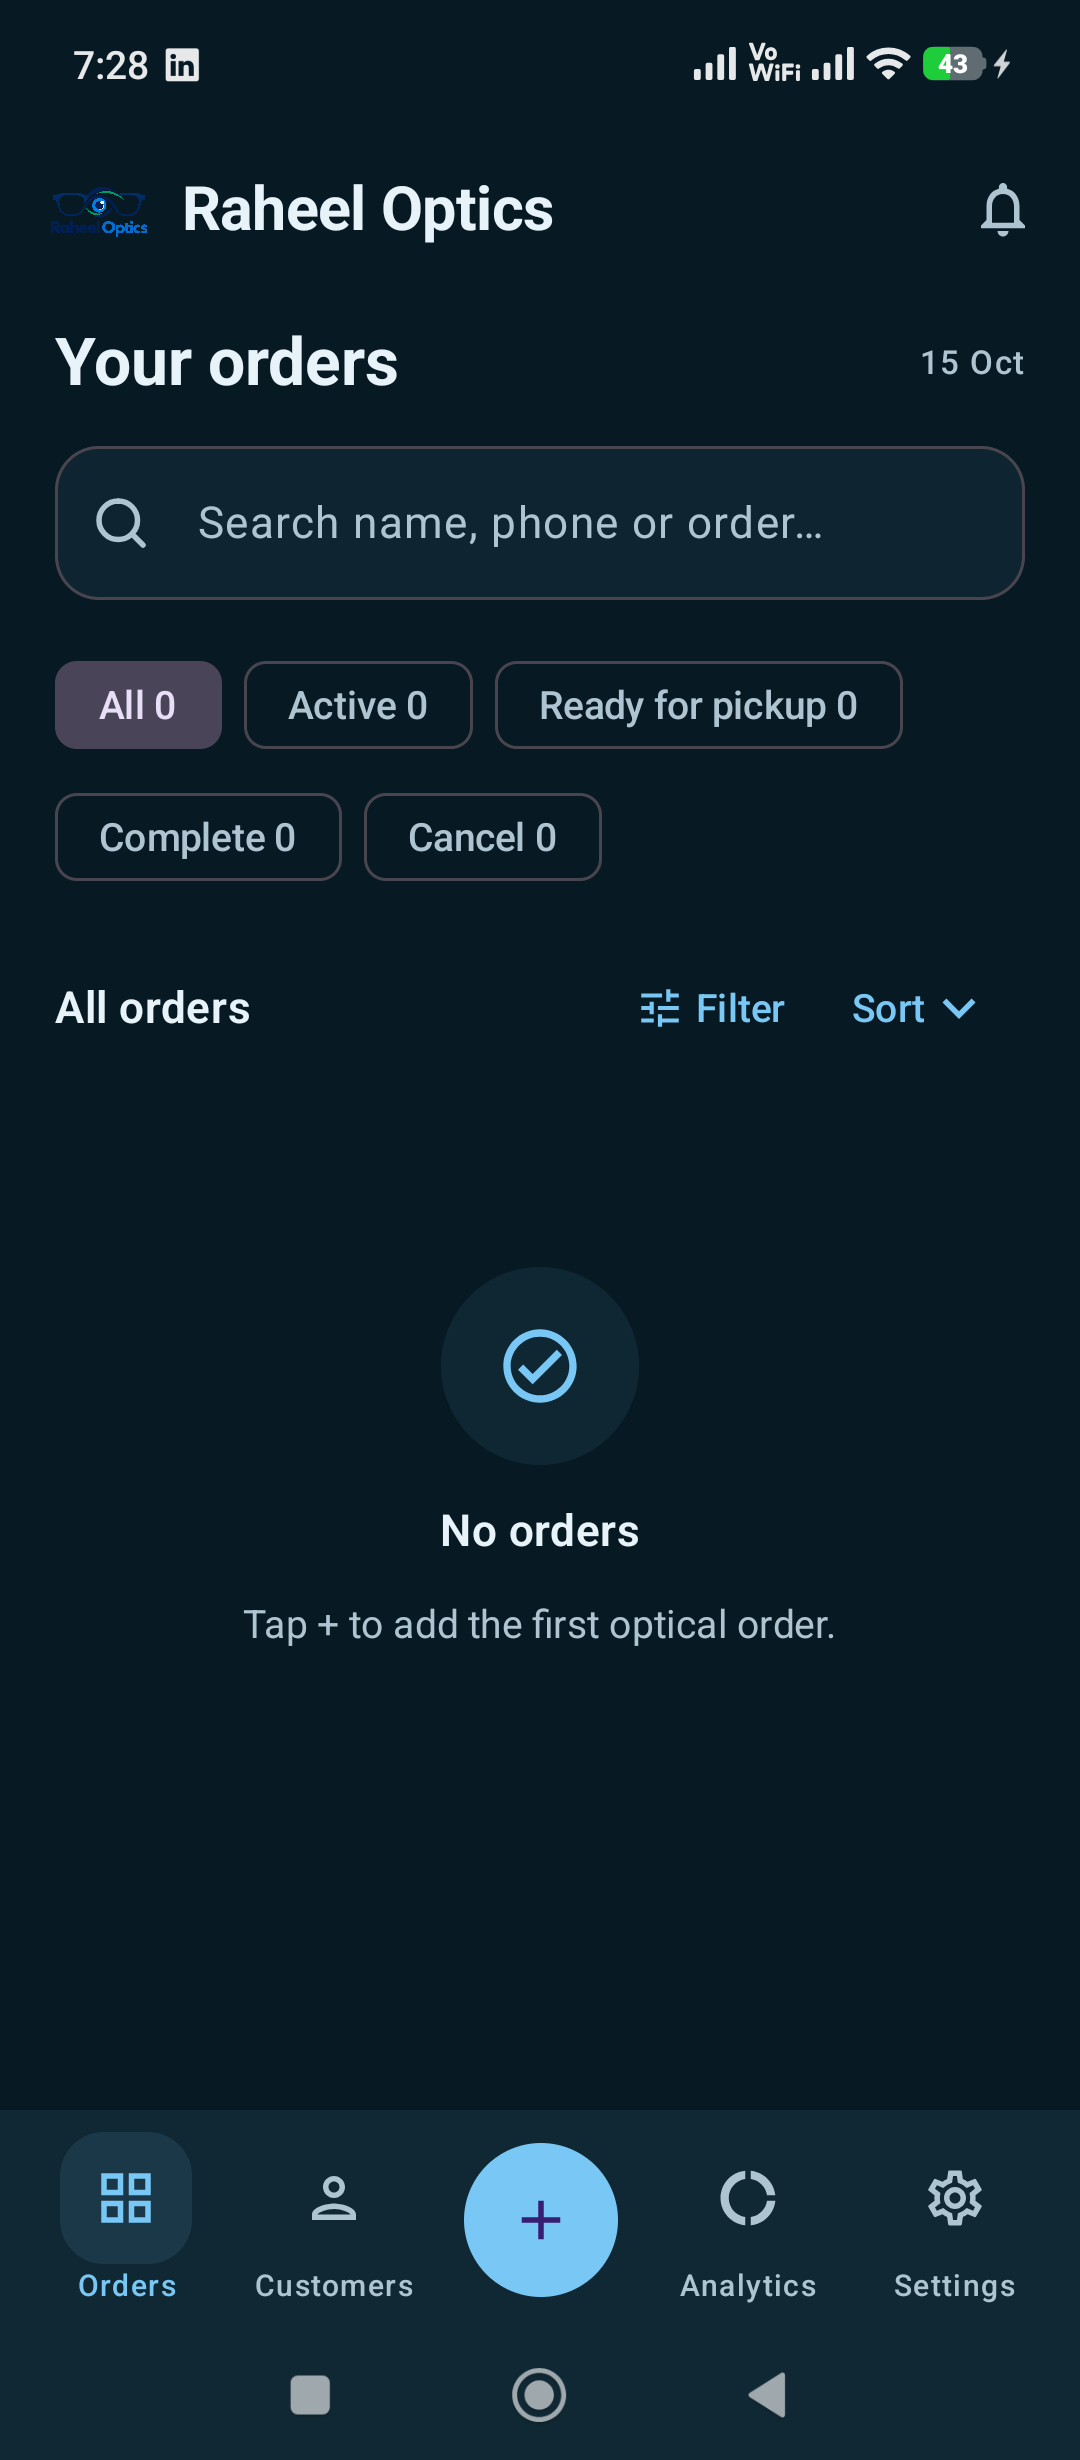 7:28
Vo
WiFi
43
Raheel Optics
Raheel Optics
Your orders
15 Oct
Search name, phone or order...
All 0
Active 0
Ready for pickup 0
Complete 0
Cancel 0
All orders
Filter
Sort
No orders
Tap + to add the first optical order.
Orders
Customers
Analytics
Settings